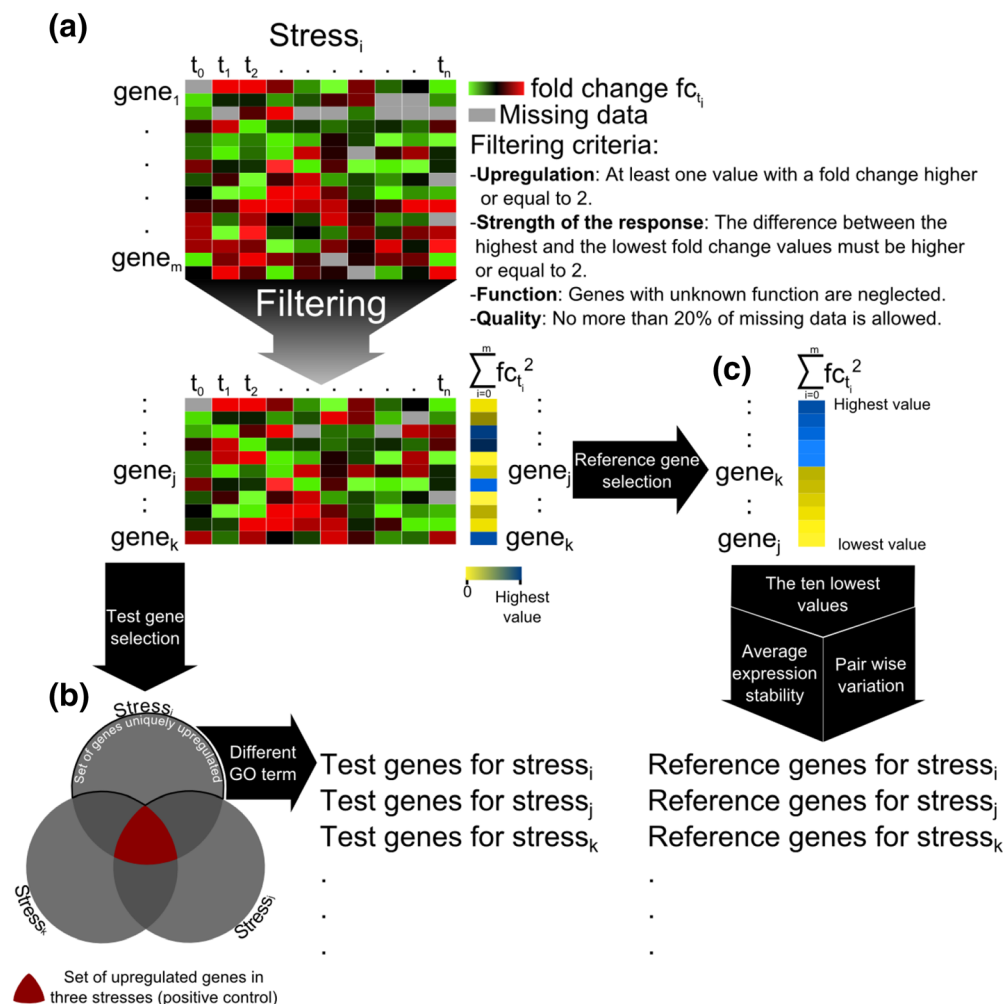 (a)
Stress_i
t_0 t_1 t_2 . . . . . . t_n
gene_1
.
.
.
gene_m
fold change fc_t_i
Missing data
Filtering criteria:
-Upregulation: At least one value with a fold change higher
or equal to 2.
-Strength of the response: The difference between the
highest and the lowest fold change values must be higher
or equal to 2.
-Function: Genes with unknown function are neglected.
-Quality: No more than 20% of missing data is allowed.
Filtering
t_0 t_1 t_2 . . . . . . t_n
∑ m i=0 fc_t_i^2
:
gene_j
:
gene_k
:
gene_j
:
gene_k
0
Highest
value
Reference gene
selection
(c)
∑ m i=0 fc_t_i^2
Highest value
:
gene_k
:
gene_j
lowest value
The ten lowest
values
Average
expression
stability
Pair wise
variation
Test gene
selection
(b)
Stress_i
Set of genes uniquely upregulated
Stress_k
Stress_j
Different
GO term
Test genes for stress_i
Test genes for stress_j
Test genes for stress_k
.
.
.
Reference genes for stress_i
Reference genes for stress_j
Reference genes for stress_k
.
.
.
Set of upregulated genes in
three stresses (positive control)